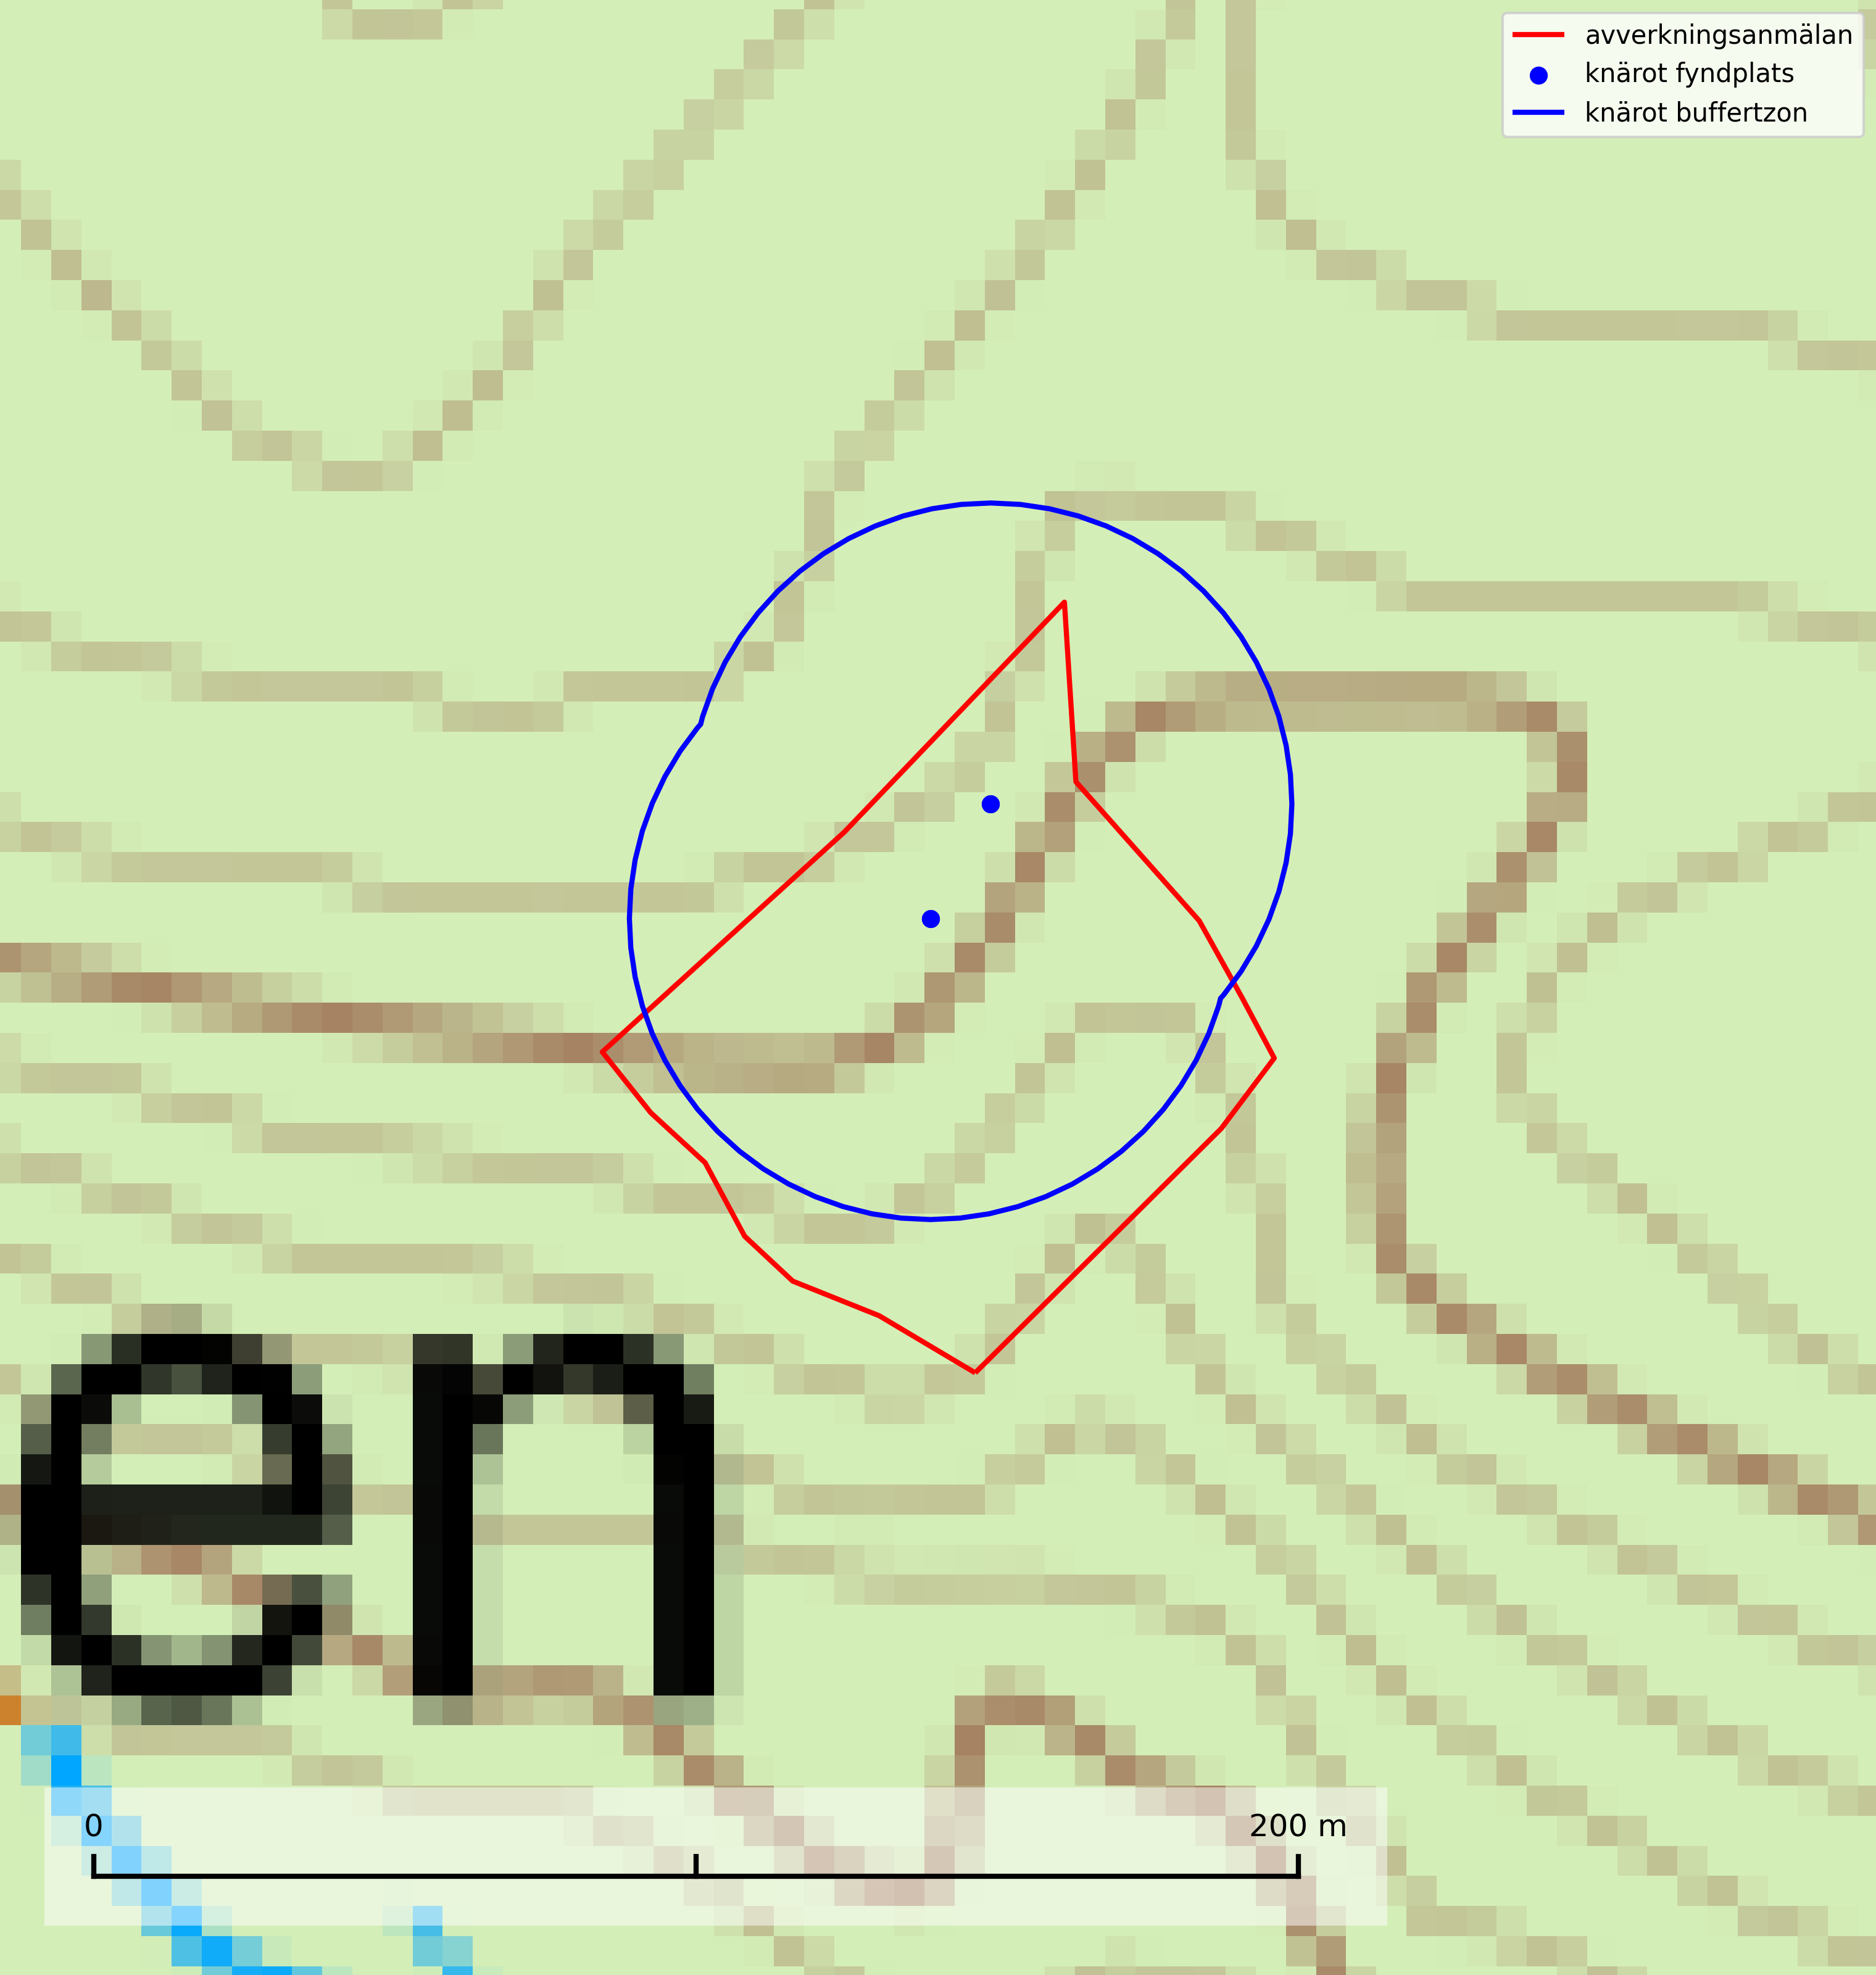 avverkningsanmälan
knärot fyndplats
knärot buffertzon
en
0 200 m